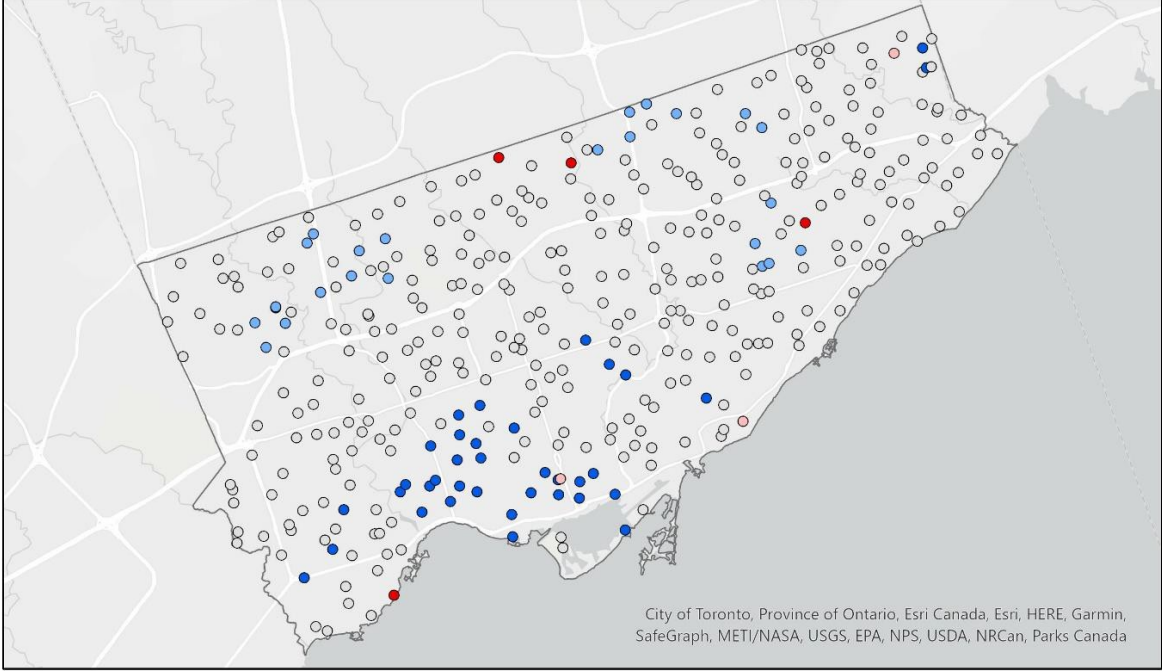 City of Toronto, Province of Ontario, Esri Canada, Esri, HERE, Garmin,
SafeGraph, METI/NASA, USGS, EPA, NPS, USDA, NRCan, Parks Canada